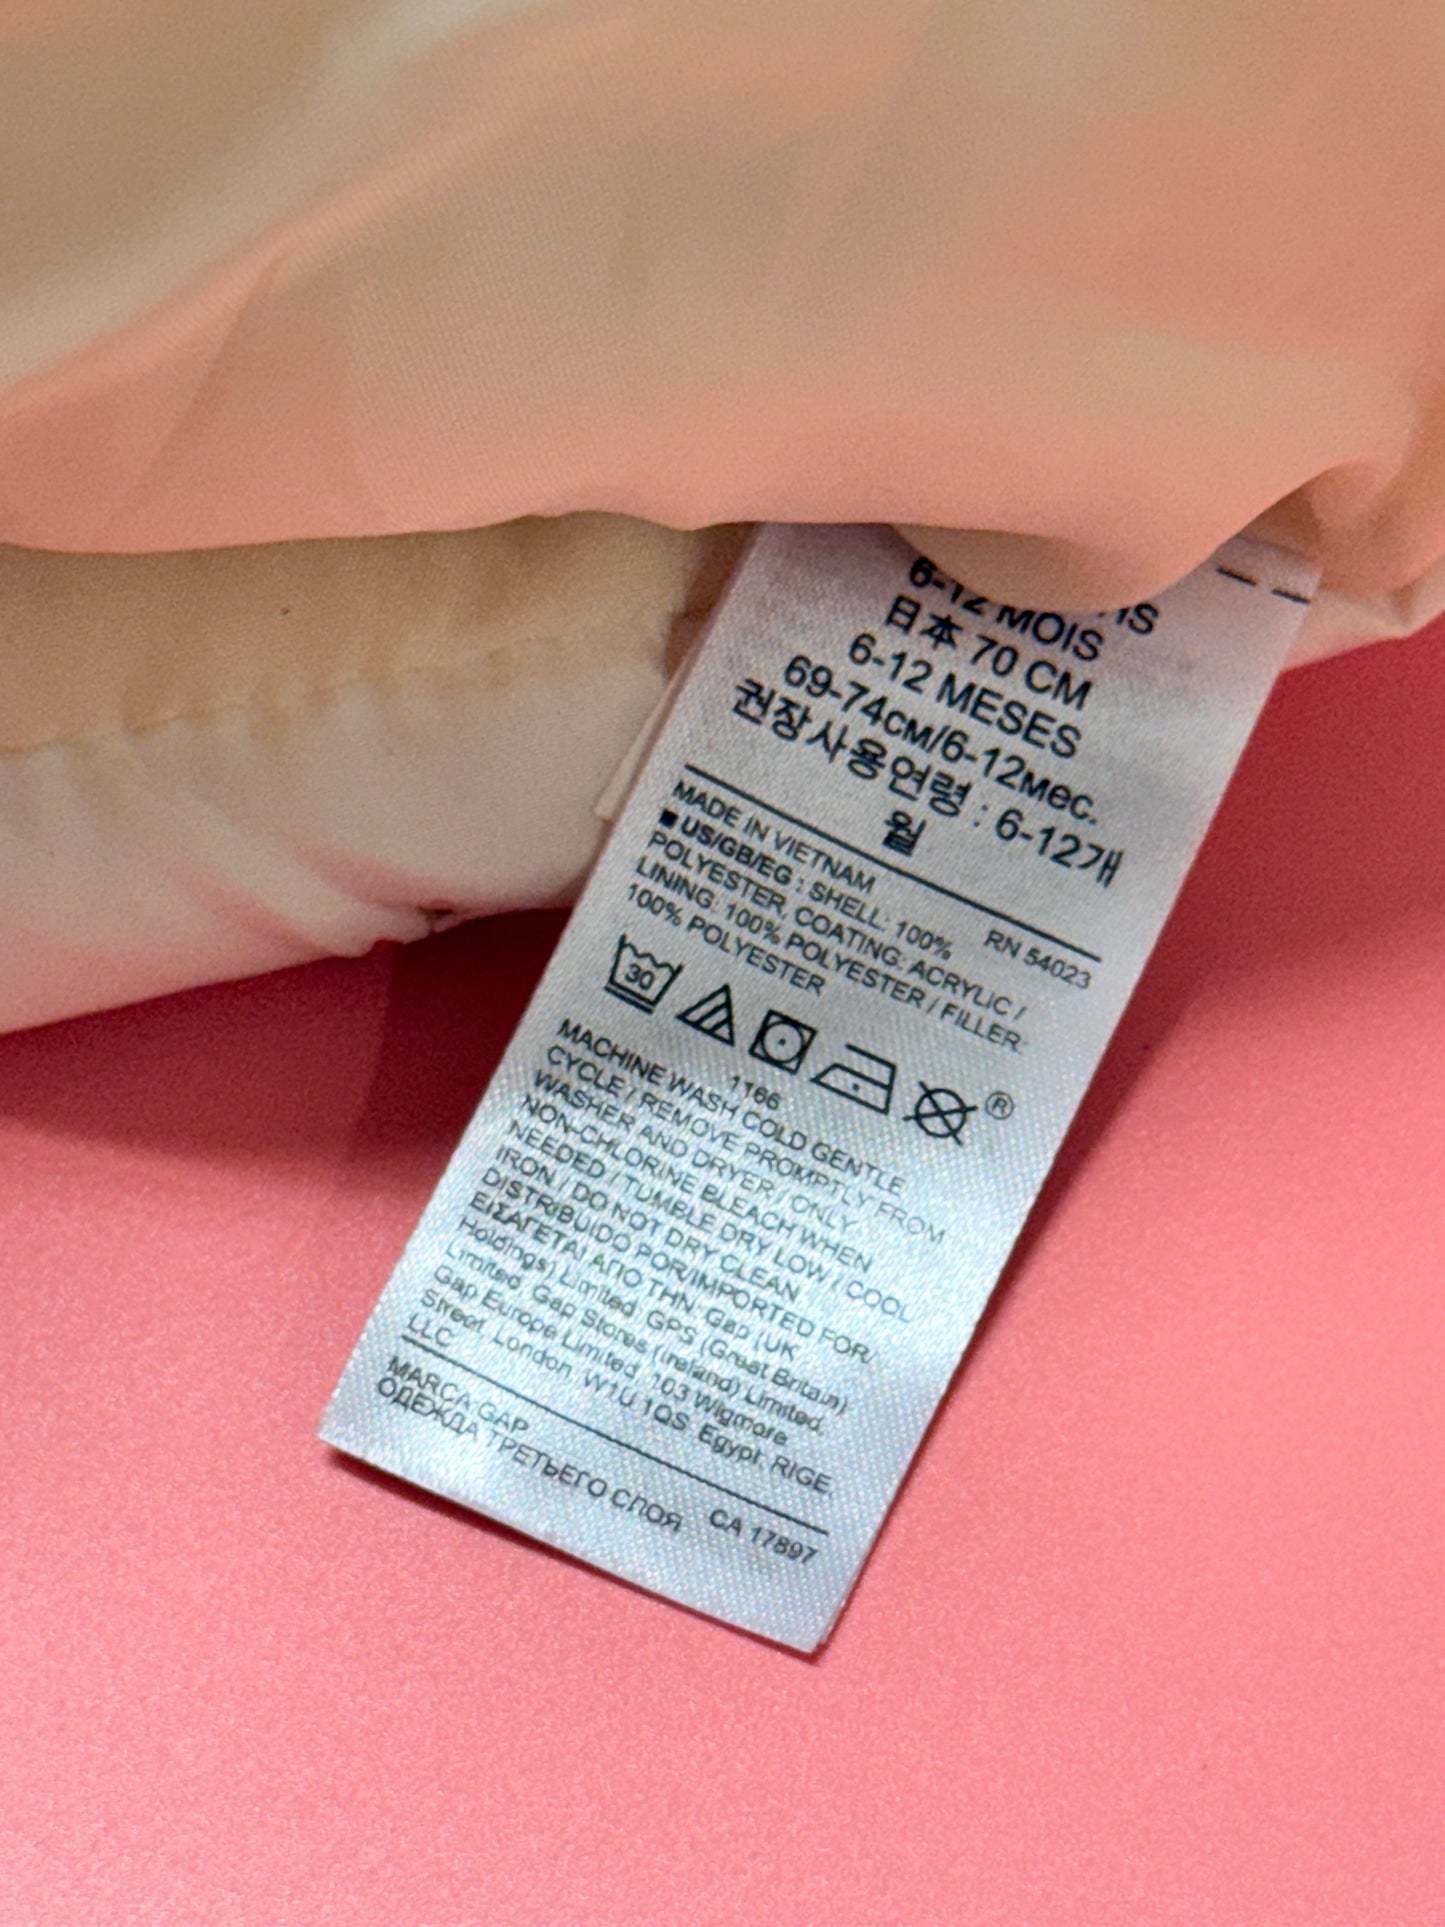 6-12 MOIS
日本 70 CM
6-12 MESES
69-74см/6-12мес.
권장사용연령 : 6-12개
월
MADE IN VIETNAM RN 54023
■ US/GB/EG : SHELL: 100%
POLYESTER, COATING: ACRYLIC /
LINING: 100% POLYESTER / FILLER:
100% POLYESTER
30
1166 ®
MACHINE WASH COLD GENTLE
CYCLE / REMOVE PROMPTLY FROM
WASHER AND DRYER / ONLY
NON-CHLORINE BLEACH WHEN
NEEDED / TUMBLE DRY LOW / COOL
IRON / DO NOT DRY CLEAN
DISTRIBUIDO POR/IMPORTED FOR/
ΕΙΣΑΓΕΤΑΙ ΑΠΟ ΤΗΝ: Gap (UK
Holdings) Limited, GPS (Great Britain)
Limited, Gap Stores (Ireland) Limited,
Gap Europe Limited, 103 Wigmore
Street, London, W1U 1QS. Egypt: RIGE,
LLC
MARCA GAP CA 17897
ОДЕЖДА ТРЕТЬЕГО СЛОЯ